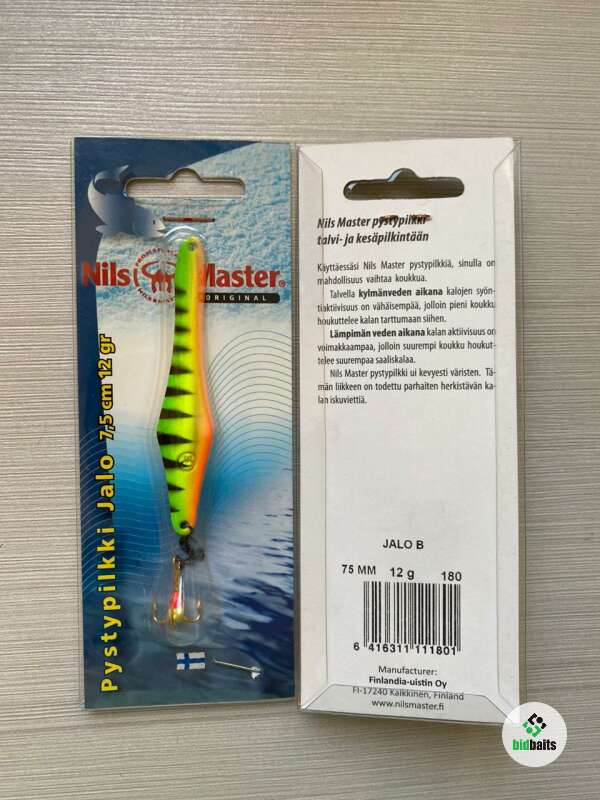 Nils Master®
ORIGINAL
Pystypilkki Jalo 7,5 cm 12 gr
Nils Master pystypilkki
talvi- ja kesäpilkintään
Käyttäessäsi Nils Master pystypilkkiä, sinulla on
mahdollisuus vaihtaa koukkua.
Talvella kylmänveden aikana kalojen syön-
tiaktiivisuus on vähäisempää, jolloin pieni koukku
houkuttelee kalan tarttumaan siihen.
Lämpimän veden aikana kalan aktiivisuus on
voimakkaampaa, jolloin suurempi koukku houkut-
telee suurempaa saaliskalaa.
Nils Master pystypilkki ui kevyesti väristen. Tä-
män liikkeen on todettu parhaiten herkistävän ka-
lan iskuviettiä.
JALO B
75 MM 12 g 180
6 416311 111801
Manufacturer:
Finlandia-uistin Oy
FI-17240 Kalkkinen, Finland
www.nilsmaster.fi
bidbaits